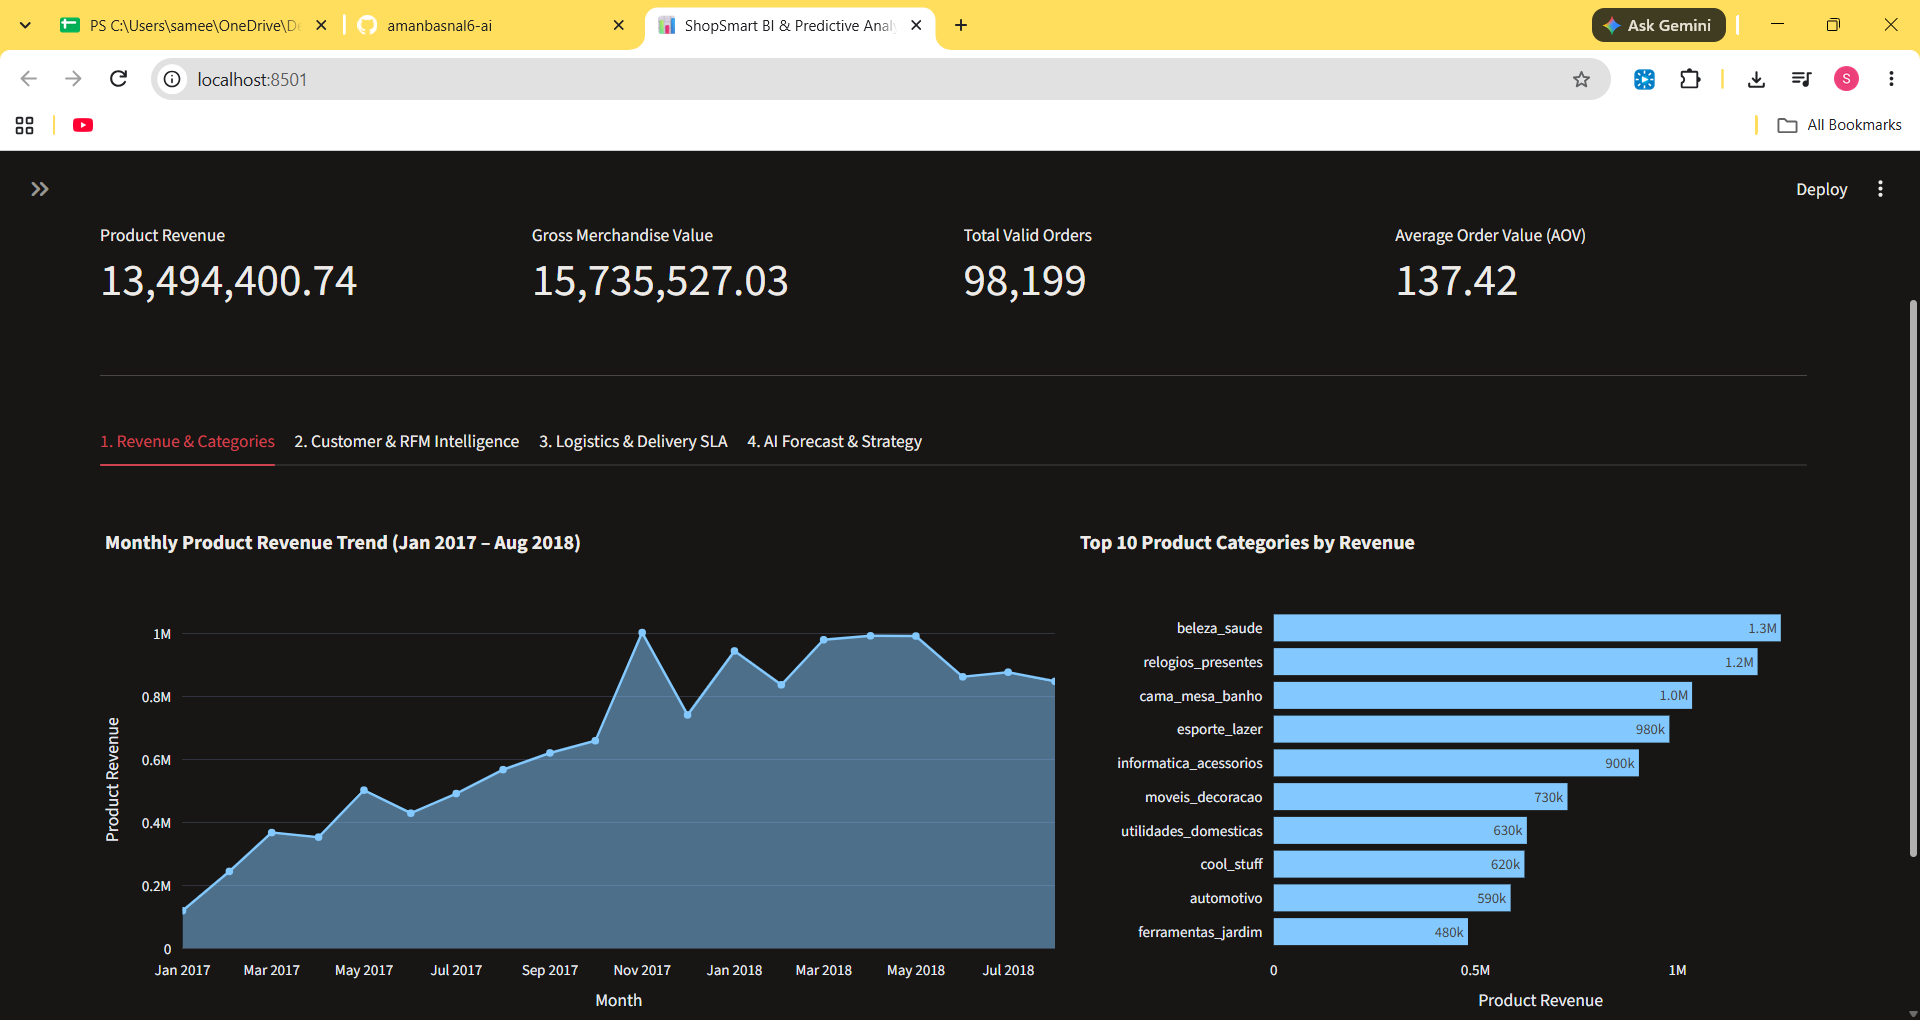 PS C:\Users\samee\OneDrive\De
amanbasnal6-ai
ShopSmart BI & Predictive Anal
Ask Gemini
localhost:8501
S
All Bookmarks
Deploy
Product Revenue
13,494,400.74
Gross Merchandise Value
15,735,527.03
Total Valid Orders
98,199
Average Order Value (AOV)
137.42
1. Revenue & Categories
2. Customer & RFM Intelligence
3. Logistics & Delivery SLA
4. AI Forecast & Strategy
Monthly Product Revenue Trend (Jan 2017 – Aug 2018)
1M
0.8M
0.6M
0.4M
0.2M
0
Product Revenue
Jan 2017
Mar 2017
May 2017
Jul 2017
Sep 2017
Nov 2017
Jan 2018
Mar 2018
May 2018
Jul 2018
Month
Top 10 Product Categories by Revenue
beleza_saude 1.3M
relogios_presentes 1.2M
cama_mesa_banho 1.0M
esporte_lazer 980k
informatica_acessorios 900k
moveis_decoracao 730k
utilidades_domesticas 630k
cool_stuff 620k
automotivo 590k
ferramentas_jardim 480k
0
0.5M
1M
Product Revenue